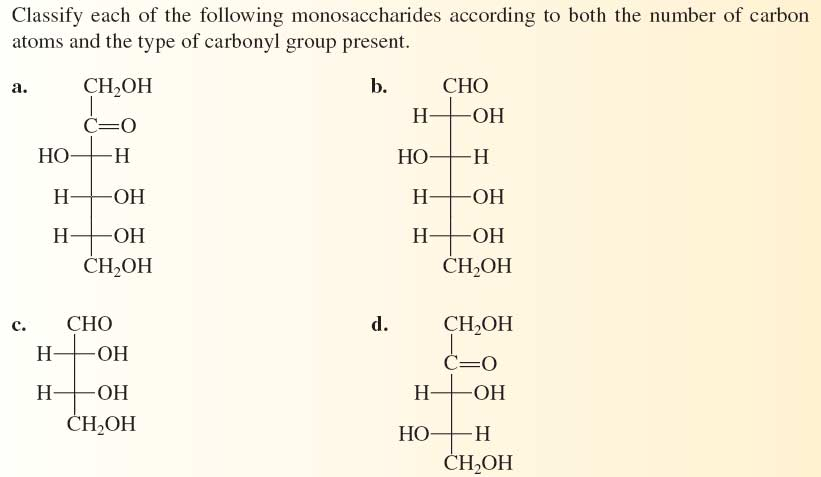 Classify each of the following monosaccharides according to both the number of carbon
atoms and the type of carbonyl group present.
a.
CH₂OH
C=O
HO H
H OH
H OH
CH₂OH
b.
CHO
H OH
HO H
H OH
H OH
CH₂OH
c.
CHO
H OH
H OH
CH₂OH
d.
CH₂OH
C=O
H OH
HO H
CH₂OH